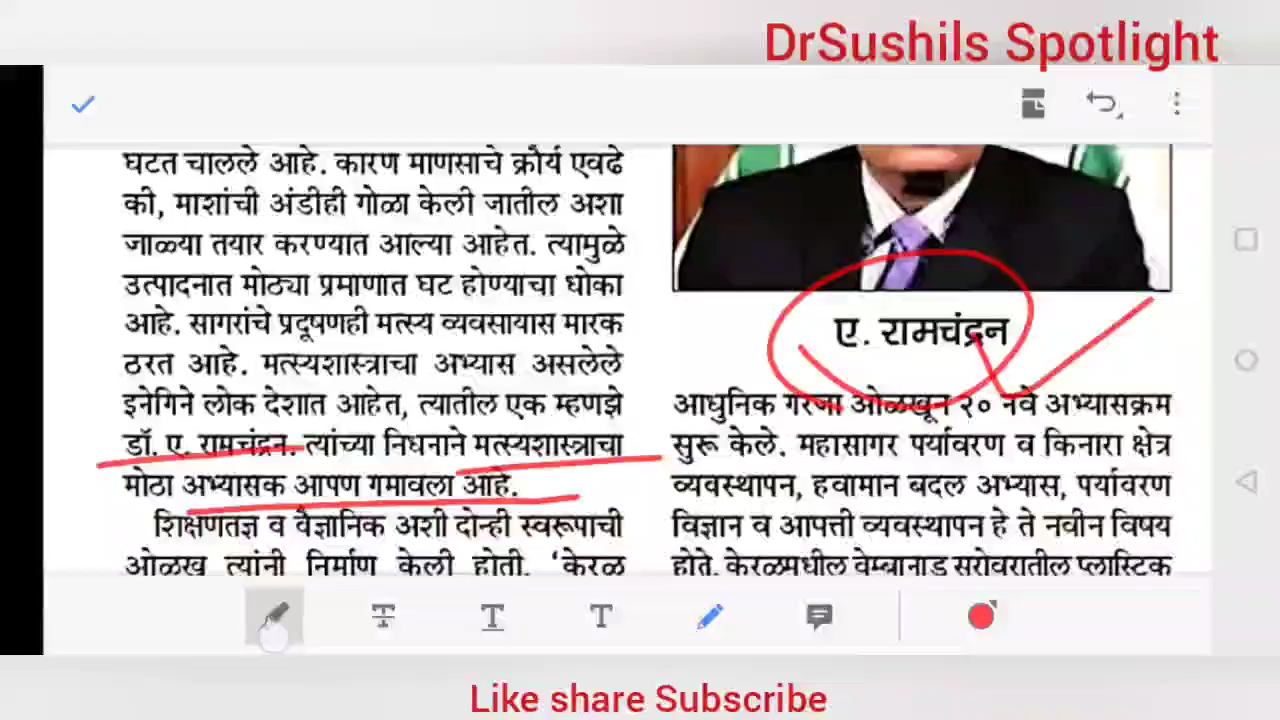 DrSushils Spotlight
घटत चालले आहे. कारण माणसाचे क्रौर्य एवढे
की, माशांची अंडीही गोळा केली जातील अशा
जाळ्या तयार करण्यात आल्या आहेत. त्यामुळे
उत्पादनात मोठ्या प्रमाणात घट होण्याचा धोका
आहे. सागरांचे प्रदूषणही मत्स्य व्यवसायास मारक
ठरत आहे. मत्स्यशास्त्राचा अभ्यास असलेले
इनेगिने लोक देशात आहेत, त्यातील एक म्हणझे
डॉ. ए. रामचंद्रन. त्यांच्या निधनाने मत्स्यशास्त्राचा
मोठा अभ्यासक आपण गमावला आहे.
शिक्षणतज्ञ व वैज्ञानिक अशी दोन्ही स्वरूपाची
ओळख त्यांनी निर्माण केली होती. ‘केरळ
ए. रामचंद्रन
आधुनिक गरजा ओळखून २० नवे अभ्यासक्रम
सुरू केले. महासागर पर्यावरण व किनारा क्षेत्र
व्यवस्थापन, हवामान बदल अभ्यास, पर्यावरण
विज्ञान व आपत्ती व्यवस्थापन हे ते नवीन विषय
होते. केरळमधील वेम्बानाड सरोवरातील प्लास्टिक
T
T
T
Like share Subscribe